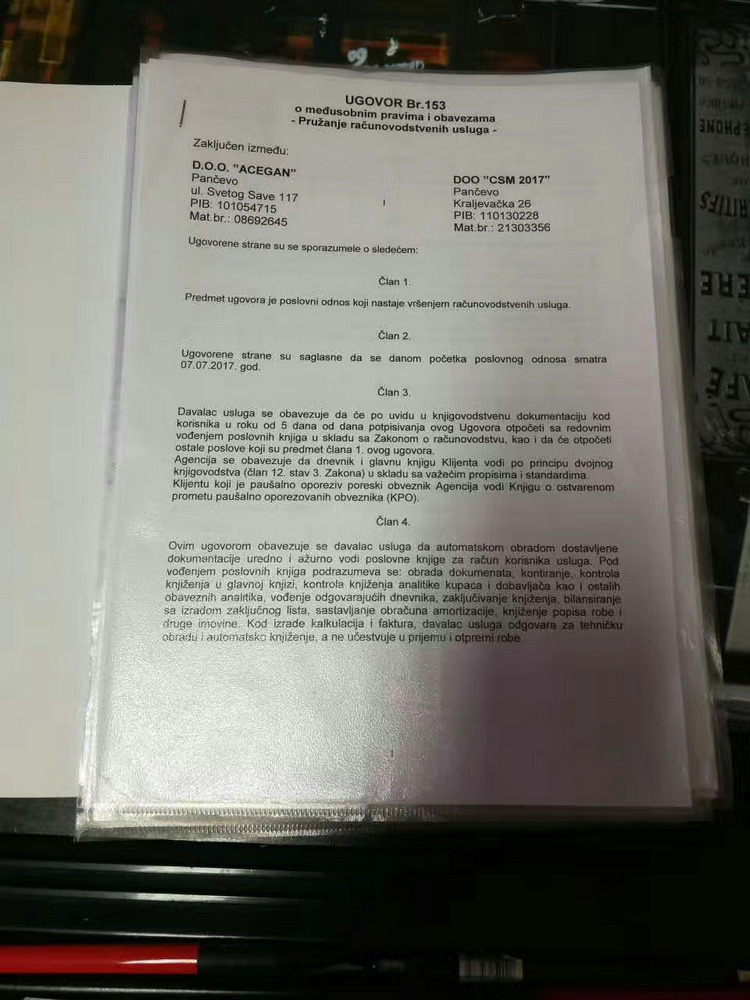 UGOVOR Br.153
o međusobnim pravima i obavezama
- Pružanje računovodstvenih usluga -
Zaključen između:
D.O.O. "ACEGAN"
Pančevo
ul. Svetog Save 117
PIB: 101054715
Mat.br.: 08692645
DOO "CSM 2017"
Pančevo
Kraljevačka 26
PIB: 110130228
Mat.br.: 21303356
Ugovorene strane su se sporazumele o sledećem:
Član 1.
Predmet ugovora je poslovni odnos koji nastaje vršenjem računovodstvenih usluga.
Član 2.
Ugovorene strane su saglasne da se danom početka poslovnog odnosa smatra
07.07.2017. god.
Član 3.
Davalac usluga se obavezuje da će po uvidu u knjigovodstvenu dokumentaciju kod
korisnika u roku od 5 dana od dana potpisivanja ovog Ugovora otpočeti sa redovnim
vođenjem poslovnih knjiga u skladu sa Zakonom o računovodstvu, kao i da će otpočeti
ostale poslove koji su predmet člana 1. ovog ugovora.
Agencija se obavezuje da dnevnik i glavnu knjigu Klijenta vodi po principu dvojnog
knjigovodstva (član 12. stav 3. Zakona) u skladu sa važećim propisima i standardima.
Klijentu koji je paušalno oporeziv poreski obveznik Agencija vodi Knjigu o ostvarenom
prometu paušalno oporezovanih obveznika (KPO).
Član 4.
Ovim ugovorom obavezuje se davalac usluga da automatskom obradom dostavljene
dokumentacije uredno i ažurno vodi poslovne knjige za račun korisnika usluga. Pod
vođenjem poslovnih knjiga podrazumeva se: obrada dokumenata, kontiranje, kontrola
knjiženja u glavnoj knjizi, kontrola knjiženja analitike kupaca i dobavljača kao i ostalih
obaveznih analitika, vođenje odgovarajućih dnevnika, zaključivanje knjiženja, bilansiranje
sa izradom zaključnog lista, sastavljanje obračuna amortizacije, knjiženje popisa robe i
druge imovine. Kod izrade kalkulacija i faktura, davalac usluga odgovara za tehničku
obradu i automatsko knjiženje, a ne učestvuje u prijemu i otpremi robe.
1